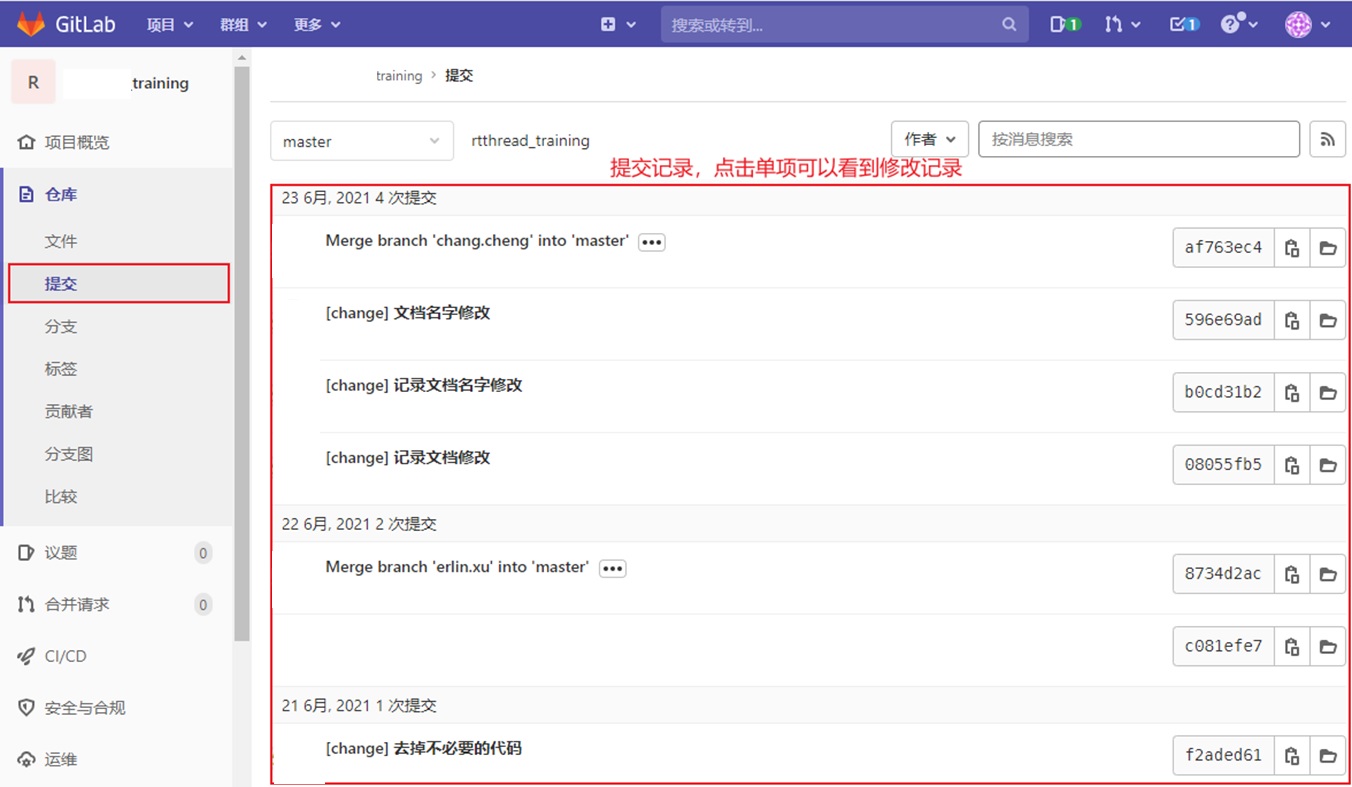 GitLab 项目 群组 更多 搜索或转到... 1 1
R _training
training › 提交
项目概览
master rtthread_training 作者 按消息搜索
提交记录，点击单项可以看到修改记录
仓库
文件
提交
分支
标签
贡献者
分支图
比较
议题 0
合并请求 0
CI/CD
安全与合规
运维
23 6月, 2021 4 次提交
Merge branch 'chang.cheng' into 'master' ••• af763ec4
[change] 文档名字修改 596e69ad
[change] 记录文档名字修改 b0cd31b2
[change] 记录文档修改 08055fb5
22 6月, 2021 2 次提交
Merge branch 'erlin.xu' into 'master' ••• 8734d2ac
c081efe7
21 6月, 2021 1 次提交
[change] 去掉不必要的代码 f2aded61